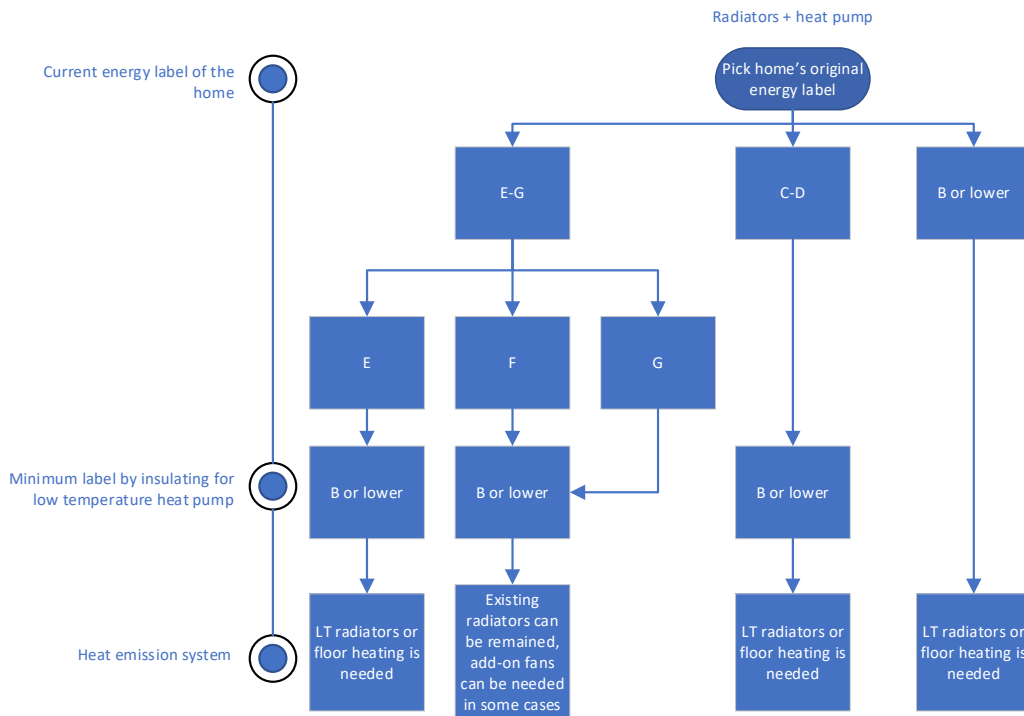 Radiators + heat pump
Current energy label of the
home
Pick home's original
energy label
E-G
C-D
B or lower
E
F
G
Minimum label by insulating for
low temperature heat pump
B or lower
B or lower
B or lower
Heat emission system
LT radiators or
floor heating is
needed
Existing
radiators can
be remained,
add-on fans
can be needed
in some cases
LT radiators or
floor heating is
needed
LT radiators or
floor heating is
needed